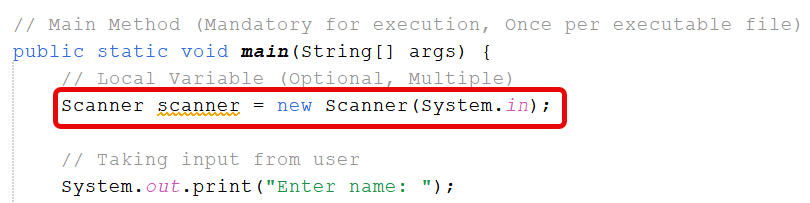 // Main Method (Mandatory for execution, Once per executable file)
public static void main(String[] args) {
// Local Variable (Optional, Multiple)
Scanner scanner = new Scanner(System.in);
// Taking input from user
System.out.print("Enter name: ");